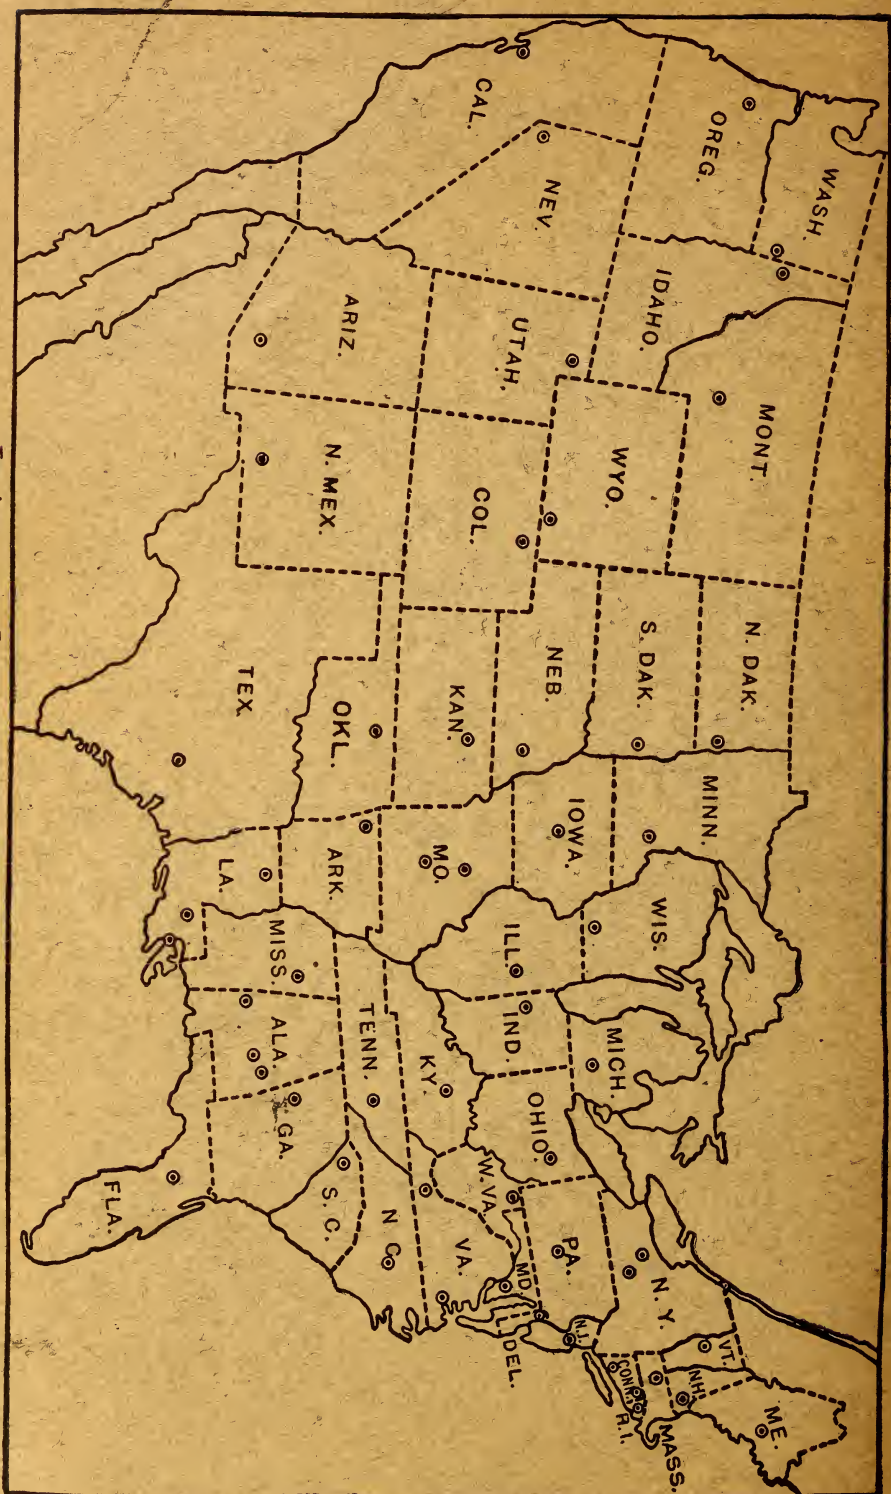 WASH.
OREG.
CAL.
NEV.
IDAHO.
MONT.
WYO.
UTAH.
ARIZ.
COL.
N. MEX.
N. DAK.
S. DAK.
NEB.
KAN.
OKL.
TEX.
MINN.
IOWA.
MO.
ARK.
LA.
WIS.
ILL.
MICH.
IND.
OHIO.
KY.
TENN.
MISS.
ALA.
GA.
FLA.
S. C.
N C.
VA.
W. VA.
MD.
DEL.
PA.
N.J.
N. Y.
CONN.
R.I.
MASS.
VT.
NH.
ME.